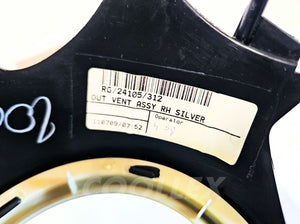 RG/24105/312
OUT VENT ASSY RH SILVER
110709/07:52
Operator